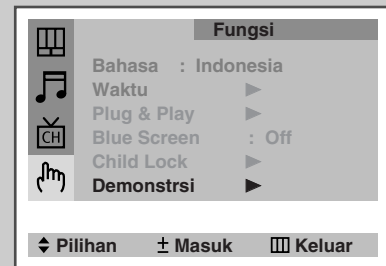 Fungsi
Bahasa : Indonesia
Waktu ▶
Plug & Play ▶
CH
Blue Screen : Off
Child Lock ▶
Demonstrsi ▶
Pilihan ± Masuk Keluar